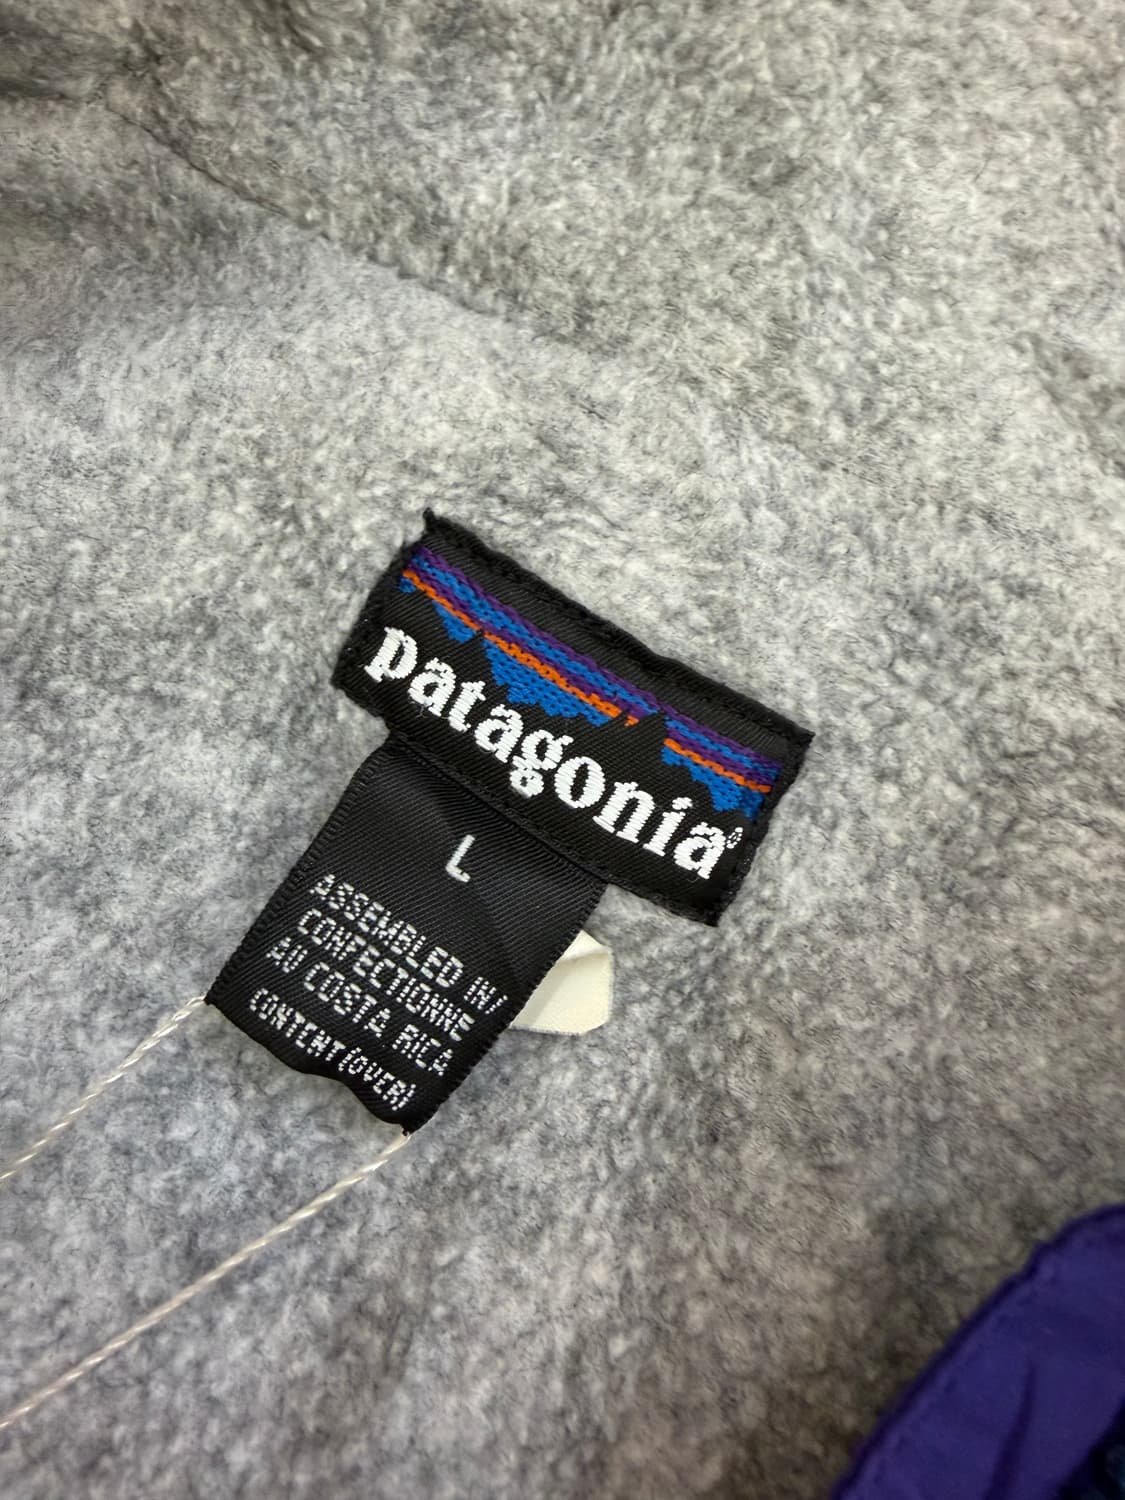 patagonia®
L
ASSEMBLED IN/
CONFECTIONNE
AU COSTA RICA
CONTENT(OVER)